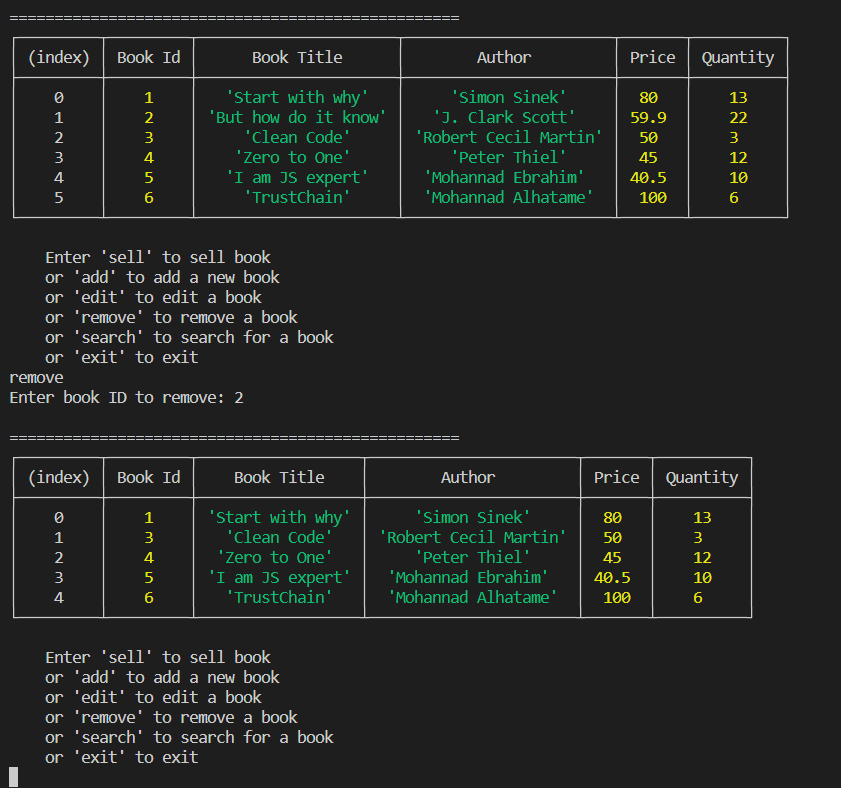 ==================================================
(index) Book Id Book Title Author Price Quantity
0 1 'Start with why' 'Simon Sinek' 80 13
1 2 'But how do it know' 'J. Clark Scott' 59.9 22
2 3 'Clean Code' 'Robert Cecil Martin' 50 3
3 4 'Zero to One' 'Peter Thiel' 45 12
4 5 'I am JS expert' 'Mohannad Ebrahim' 40.5 10
5 6 'TrustChain' 'Mohannad Alhatame' 100 6
Enter 'sell' to sell book
or 'add' to add a new book
or 'edit' to edit a book
or 'remove' to remove a book
or 'search' to search for a book
or 'exit' to exit
remove
Enter book ID to remove: 2
==================================================
(index) Book Id Book Title Author Price Quantity
0 1 'Start with why' 'Simon Sinek' 80 13
1 3 'Clean Code' 'Robert Cecil Martin' 50 3
2 4 'Zero to One' 'Peter Thiel' 45 12
3 5 'I am JS expert' 'Mohannad Ebrahim' 40.5 10
4 6 'TrustChain' 'Mohannad Alhatame' 100 6
Enter 'sell' to sell book
or 'add' to add a new book
or 'edit' to edit a book
or 'remove' to remove a book
or 'search' to search for a book
or 'exit' to exit